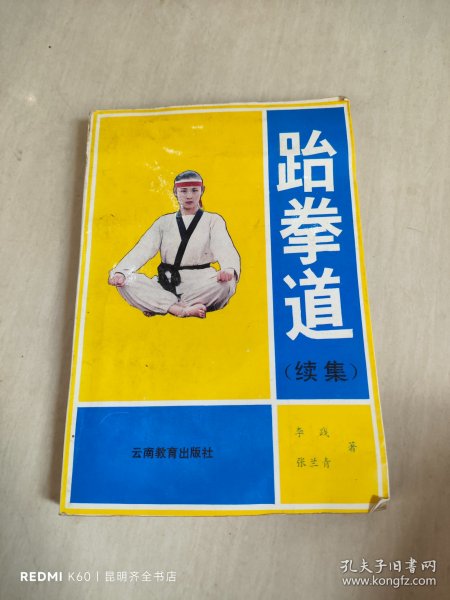 跆拳道
（续集）
李践
张兰青
著
云南教育出版社
REDMI K60 | 昆明齐全书店
孔夫子旧书网
www.kongfz.com